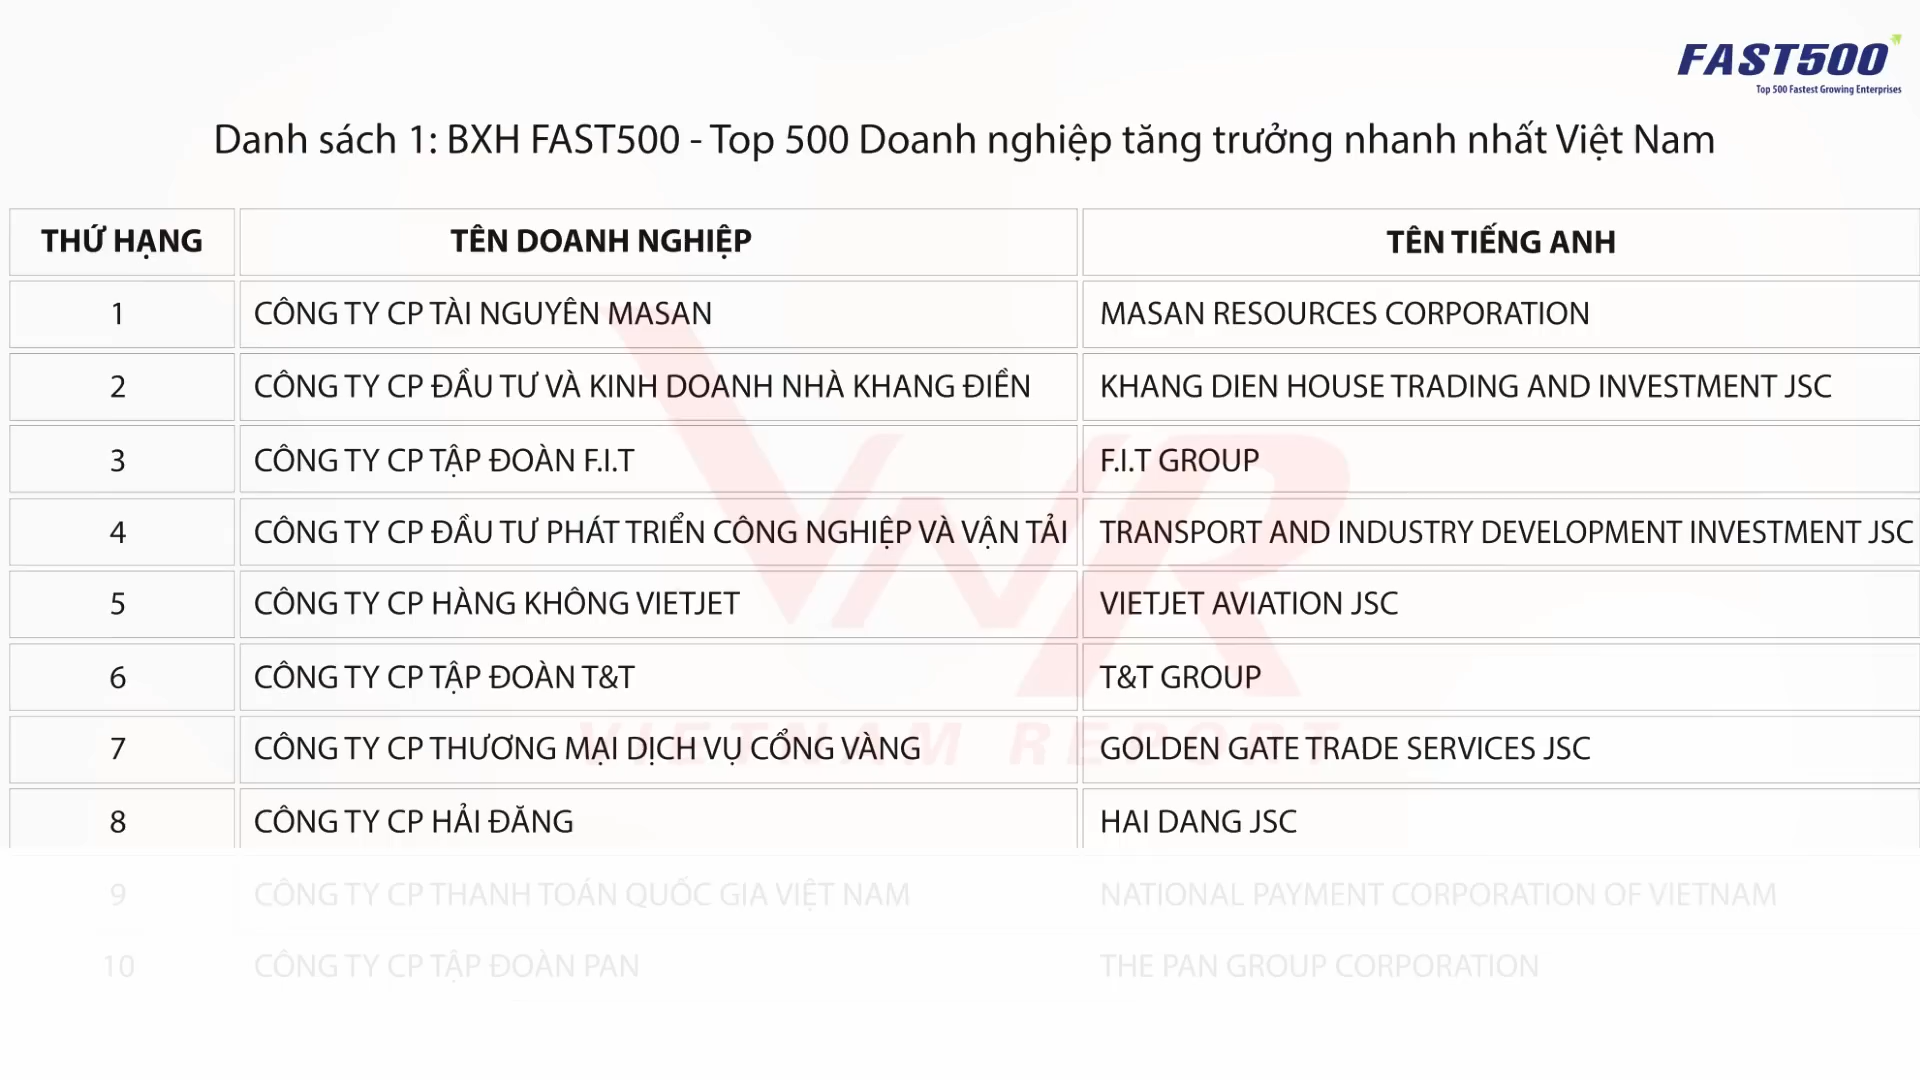 FAST500
Top 500 Fastest Growing Enterprises
Danh sách 1: BXH FAST500 - Top 500 Doanh nghiệp tăng trưởng nhanh nhất Việt Nam
THỨ HẠNG TÊN DOANH NGHIỆP TÊN TIẾNG ANH
1 CÔNG TY CP TÀI NGUYÊN MASAN MASAN RESOURCES CORPORATION
2 CÔNG TY CP ĐẦU TƯ VÀ KINH DOANH NHÀ KHANG ĐIỀN KHANG DIEN HOUSE TRADING AND INVESTMENT JSC
3 CÔNG TY CP TẬP ĐOÀN F.I.T F.I.T GROUP
4 CÔNG TY CP ĐẦU TƯ PHÁT TRIỂN CÔNG NGHIỆP VÀ VẬN TẢI TRANSPORT AND INDUSTRY DEVELOPMENT INVESTMENT JSC
5 CÔNG TY CP HÀNG KHÔNG VIETJET VIETJET AVIATION JSC
6 CÔNG TY CP TẬP ĐOÀN T&T T&T GROUP
7 CÔNG TY CP THƯƠNG MẠI DỊCH VỤ CỔNG VÀNG GOLDEN GATE TRADE SERVICES JSC
8 CÔNG TY CP HẢI ĐĂNG HAI DANG JSC
9 CÔNG TY CP THANH TOÁN QUỐC GIA VIỆT NAM NATIONAL PAYMENT CORPORATION OF VIETNAM
10 CÔNG TY CP TẬP ĐOÀN PAN THE PAN GROUP CORPORATION
VNR
VIETNAM REPORT